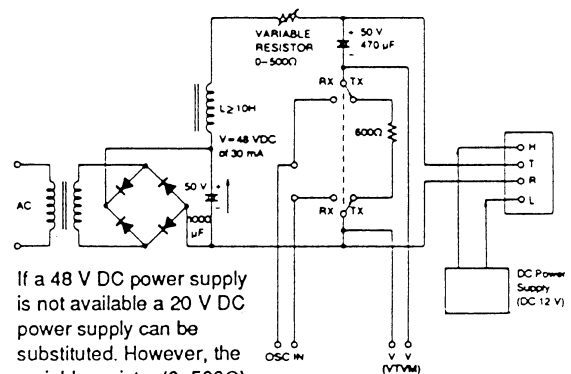 VARIABLE
RESISTOR
0–500Ω
+ 50 V
470 µF
-
RX TX
L≥10H
V=48 VDC
at 30 mA
600Ω
H
T
R
L
AC
50 V +
-
1000
µF
RX TX
DC Power
Supply
(DC 12 V)
If a 48 V DC power supply
is not available a 20 V DC
power supply can be
substituted. However, the
OSC IN
V V
(VTVM)